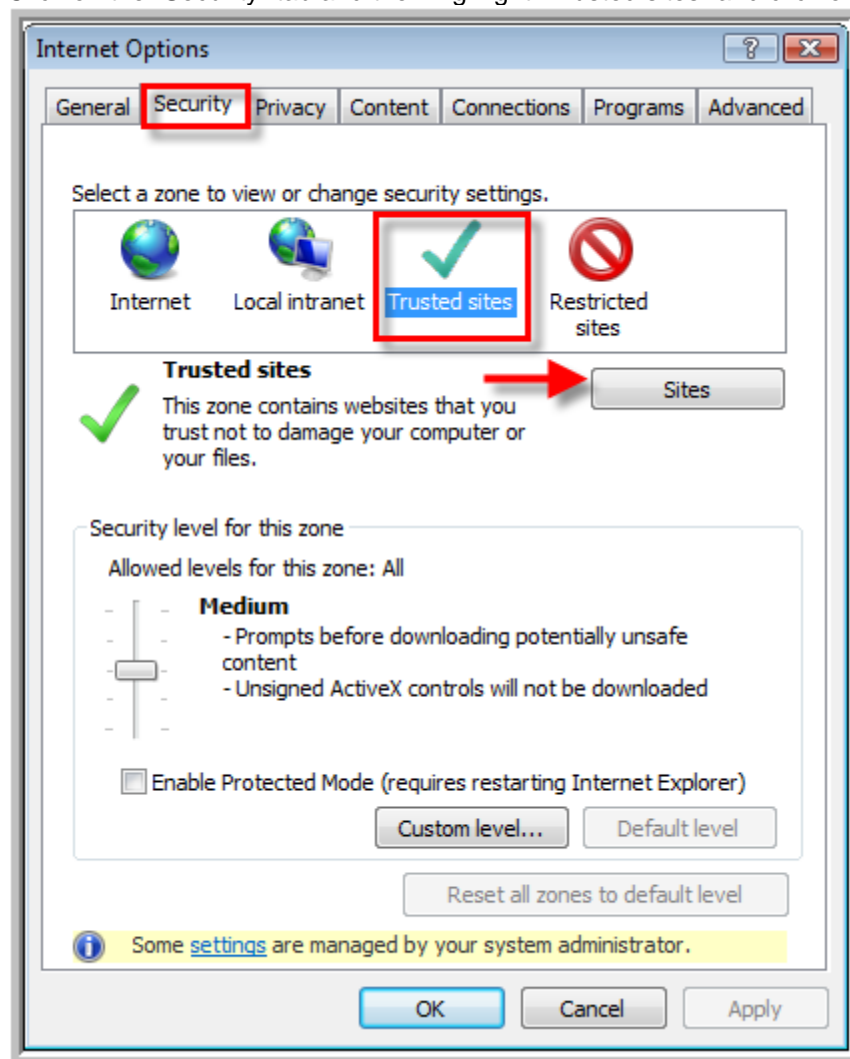 Internet Options
General Security Privacy Content Connections Programs Advanced
Select a zone to view or change security settings.
Internet Local intranet Trusted sites Restricted
sites
Trusted sites
Sites
This zone contains websites that you
trust not to damage your computer or
your files.
Security level for this zone
Allowed levels for this zone: All
Medium
- Prompts before downloading potentially unsafe
content
- Unsigned ActiveX controls will not be downloaded
Enable Protected Mode (requires restarting Internet Explorer)
Custom level... Default level
Reset all zones to default level
Some settings are managed by your system administrator.
OK Cancel Apply